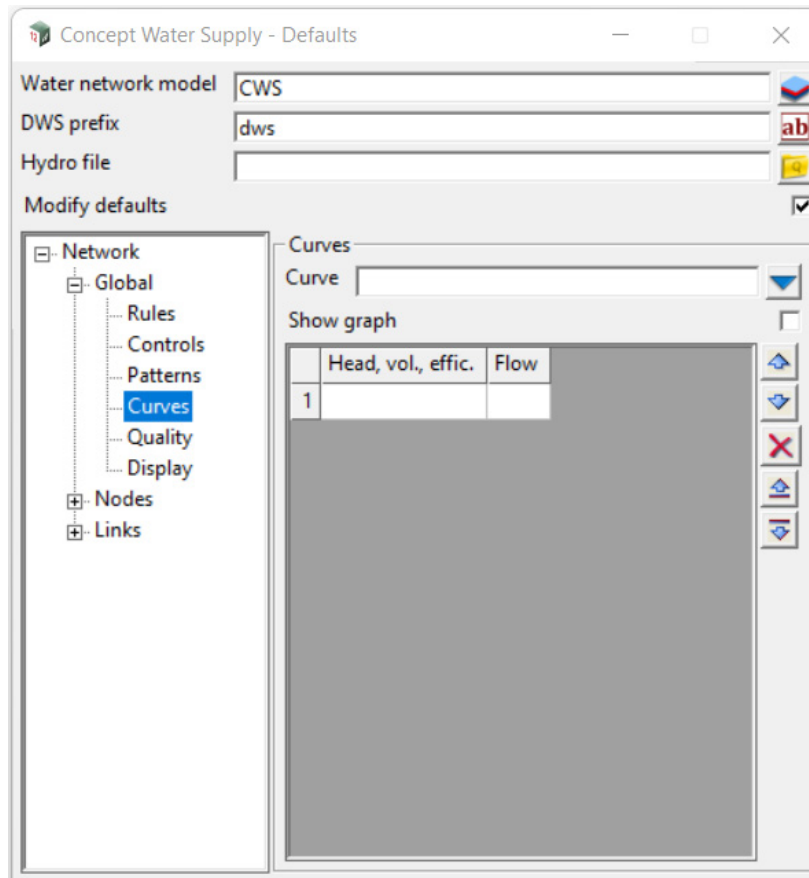 Concept Water Supply - Defaults
Water network model CWS
DWS prefix dws
Hydro file
Modify defaults
Network
Global
Rules
Controls
Patterns
Curves
Quality
Display
Nodes
Links
Curves
Curve
Show graph
Head, vol., effic. Flow
1
ab